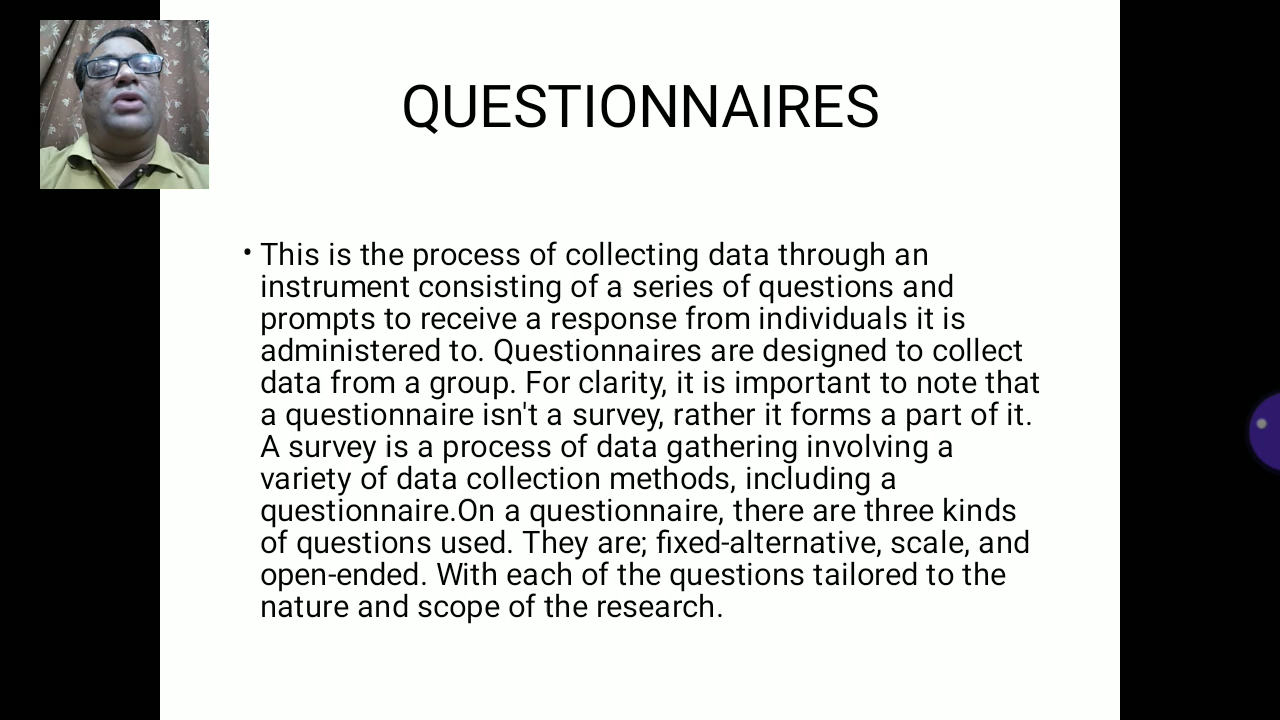 QUESTIONNAIRES
• This is the process of collecting data through an
instrument consisting of a series of questions and
prompts to receive a response from individuals it is
administered to. Questionnaires are designed to collect
data from a group. For clarity, it is important to note that
a questionnaire isn't a survey, rather it forms a part of it.
A survey is a process of data gathering involving a
variety of data collection methods, including a
questionnaire.On a questionnaire, there are three kinds
of questions used. They are; fixed-alternative, scale, and
open-ended. With each of the questions tailored to the
nature and scope of the research.